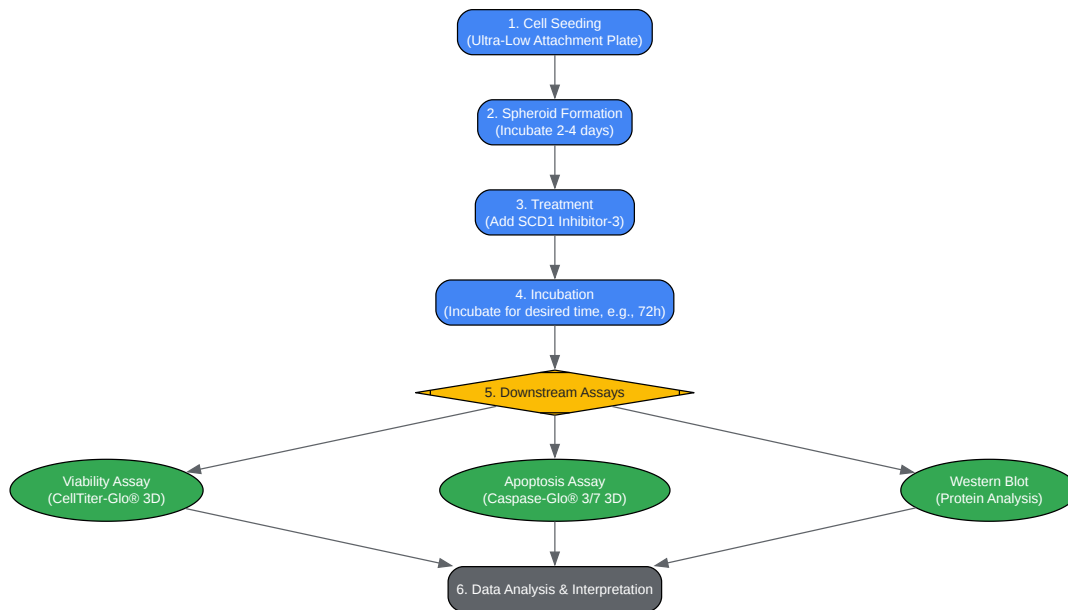 1. Cell Seeding
(Ultra-Low Attachment Plate)
2. Spheroid Formation
(Incubate 2-4 days)
3. Treatment
(Add SCD1 Inhibitor-3)
4. Incubation
(Incubate for desired time, e.g., 72h)
5. Downstream Assays
Viability Assay
(CellTiter-Glo® 3D)
Apoptosis Assay
(Caspase-Glo® 3/7 3D)
Western Blot
(Protein Analysis)
6. Data Analysis & Interpretation